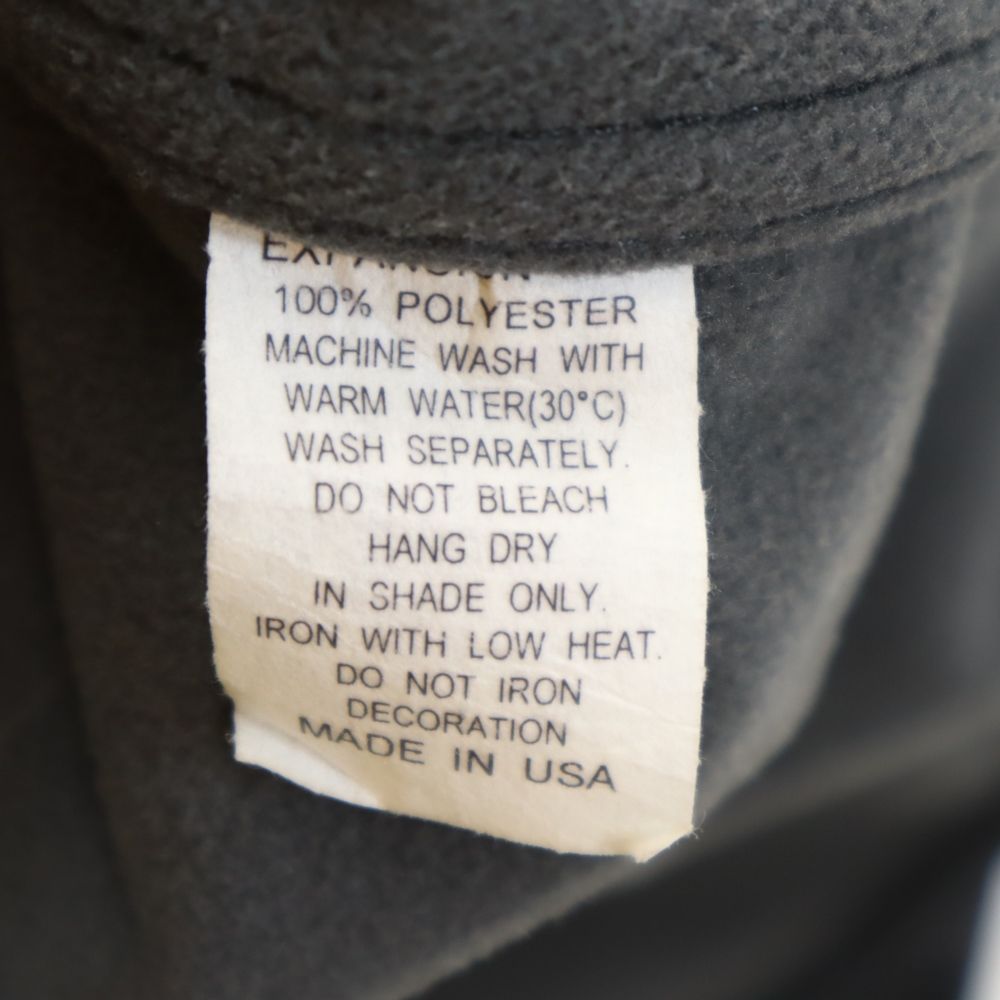 EXPANSION
100% POLYESTER
MACHINE WASH WITH
WARM WATER(30°C)
WASH SEPARATELY.
DO NOT BLEACH
HANG DRY
IN SHADE ONLY.
IRON WITH LOW HEAT.
DO NOT IRON
DECORATION
MADE IN USA